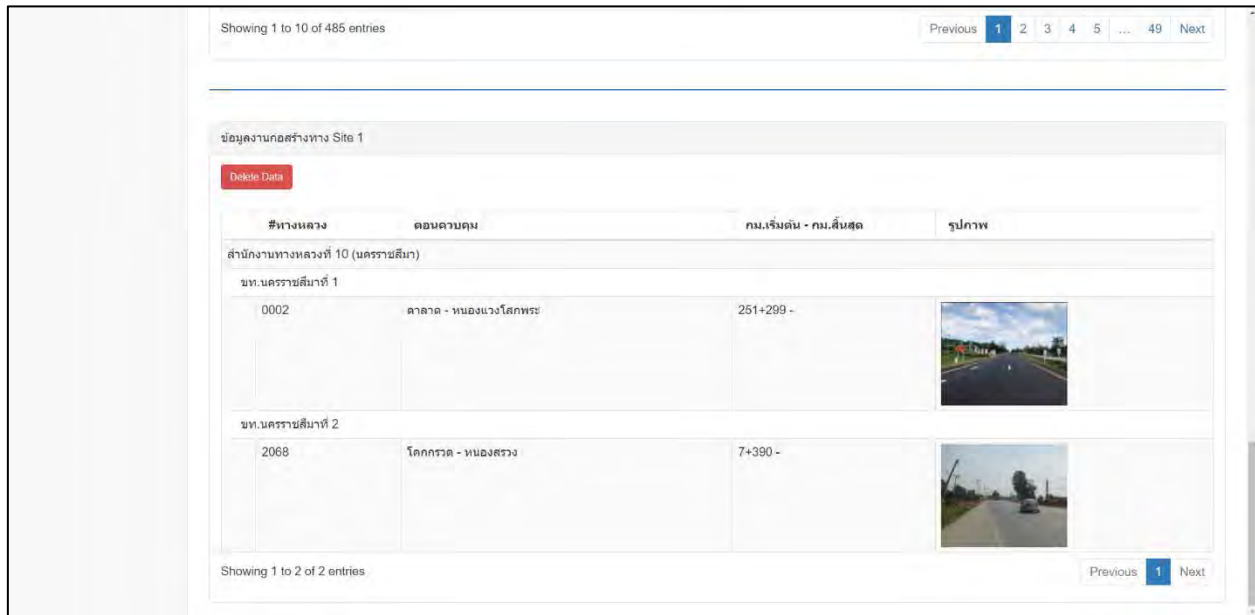 Showing 1 to 10 of 485 entries
Previous 1 2 3 4 5 ... 49 Next
ข้อมูลงานกอสร้างทาง Site 1
Delete Data
#ทางหลวง ตอนควบคุม กม.เริ่มต้น - กม.สิ้นสุด รูปภาพ
สำนักงานทางหลวงที่ 10 (นครราชสีมา)
ขท.นครราชสีมาที่ 1
0002 ตาลาด - หนองแวงโสกพระ 251+299 -
ขท.นครราชสีมาที่ 2
2068 โคกกรวด - หนองสรวง 7+390 -
Showing 1 to 2 of 2 entries
Previous 1 Next